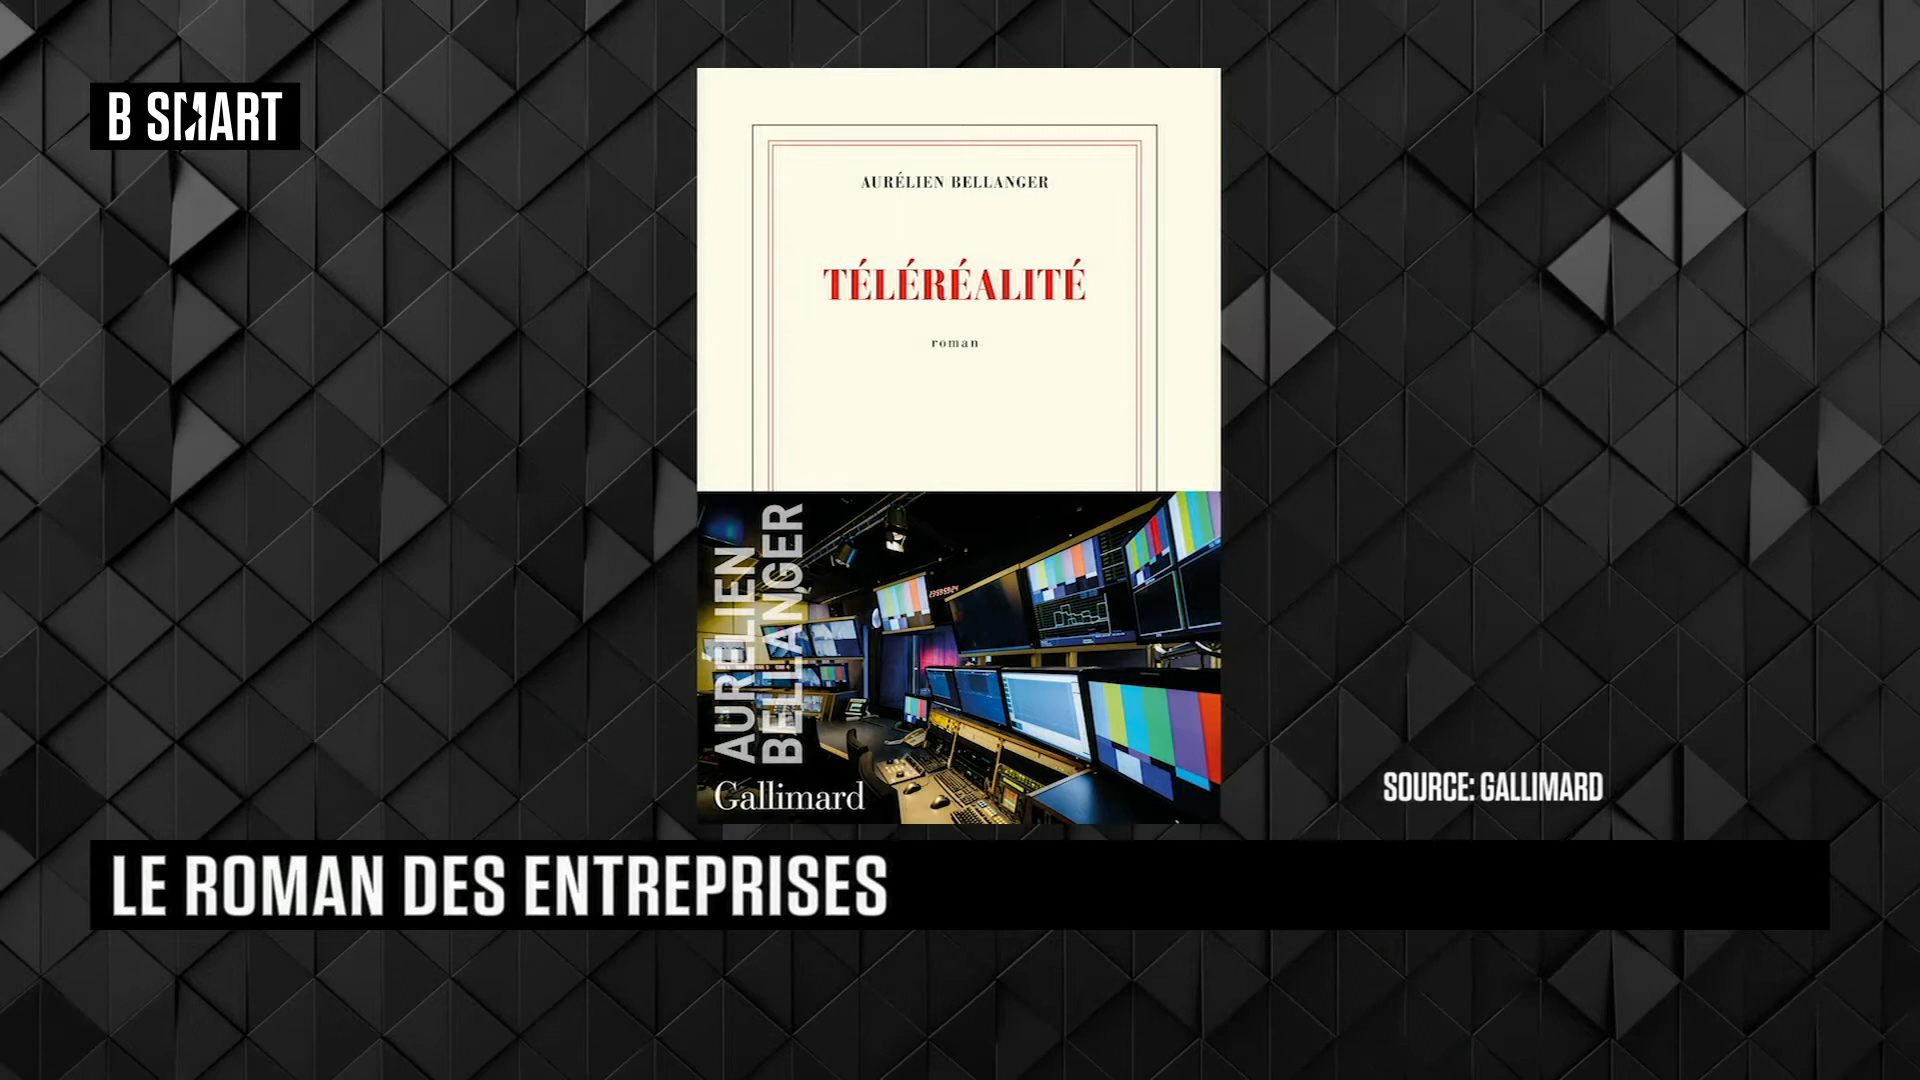 B SMART
AURÉLIEN BELLANGER
TÉLÉRÉALITÉ
roman
AURÉLIEN
BELLANGER
Gallimard
SOURCE: GALLIMARD
LE ROMAN DES ENTREPRISES